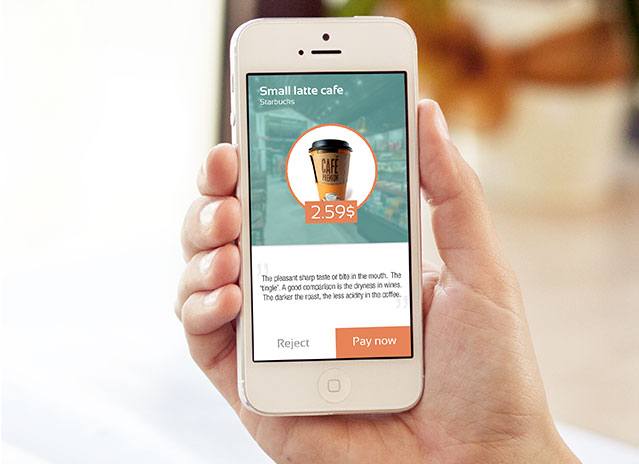 Small latte cafe
Starbucks
CAFÉ
PREMIUM
2.59$
"
The pleasant sharp taste or bite in the mouth. The
'tingle'. A good comparison is the dryness in wines.
The darker the roast, the less acidity in the coffee.
"
Reject
Pay now